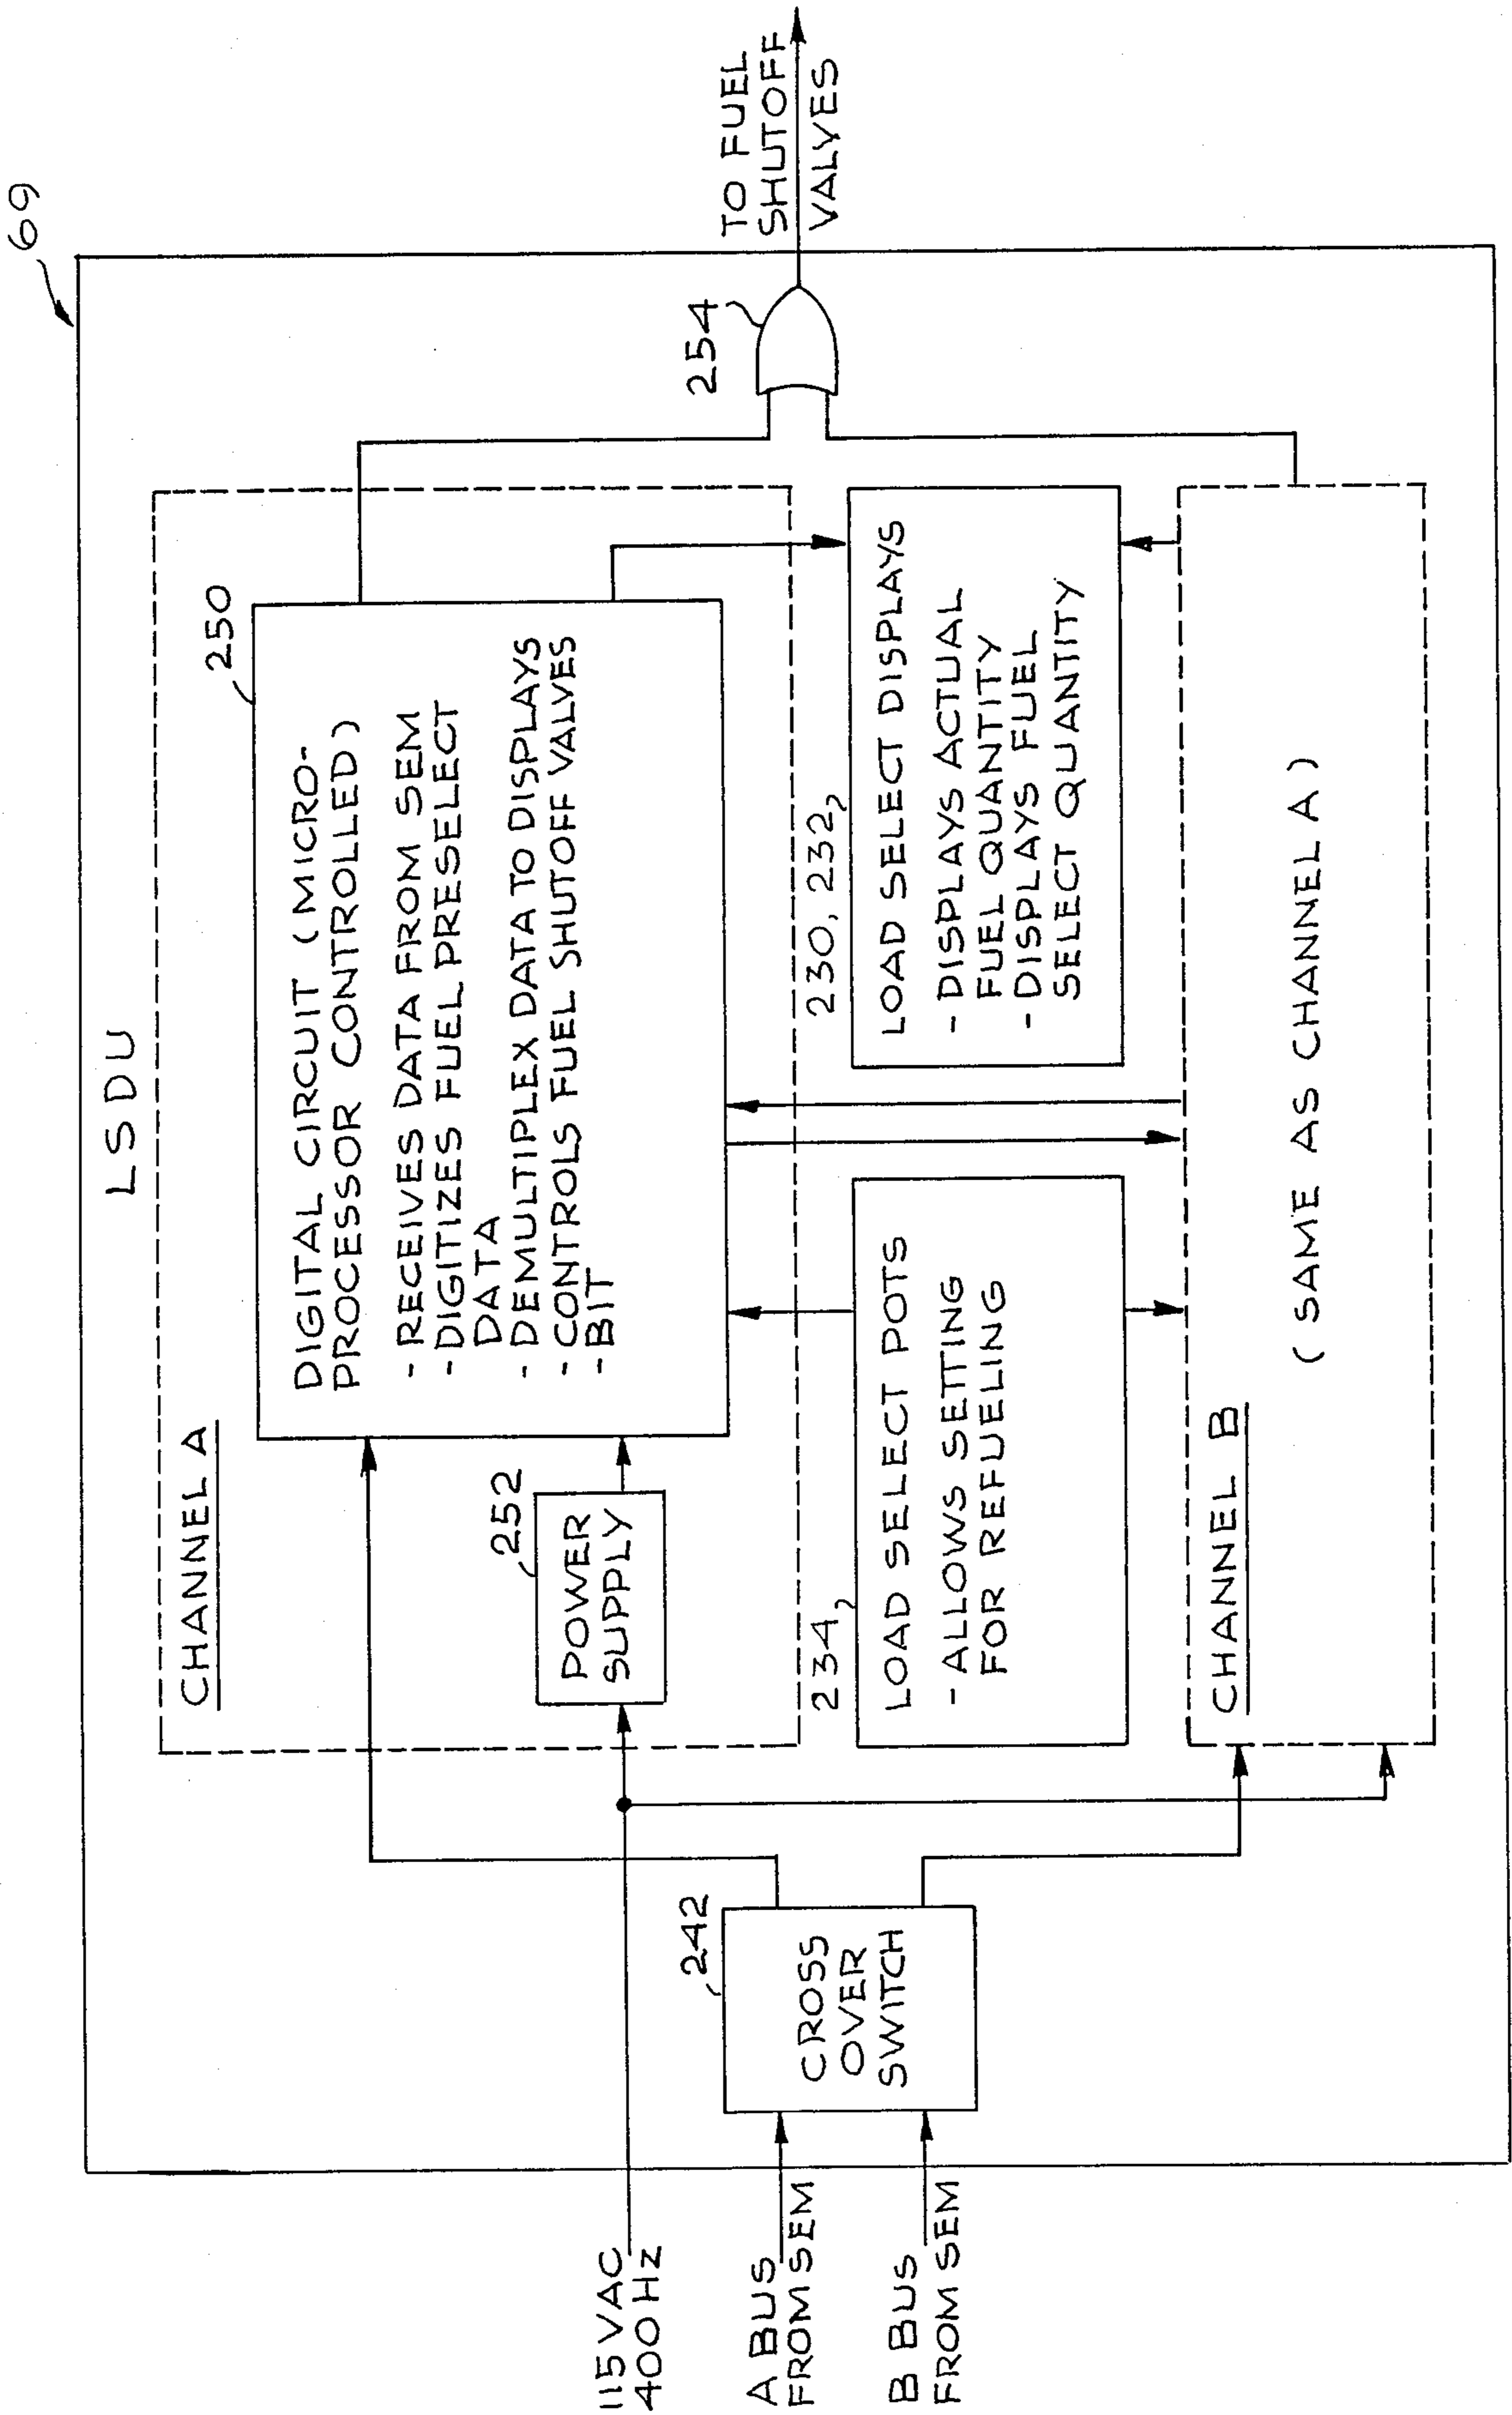 69
LSDU
CHANNEL A
250
DIGITAL CIRCUIT (MICRO-
PROCESSOR CONTROLLED)
-RECEIVES DATA FROM SEM
-DIGITIZES FUEL PRESELECT
DATA
-DEMULTIPLEX DATA TO DISPLAYS
-CONTROLS FUEL SHUTOFF VALVES
-BIT
252
POWER
SUPPLY
115 VAC
400 HZ
242
CROSS
OVER
SWITCH
A BUS
FROM SEM
B BUS
FROM SEM
234
LOAD SELECT POTS
-ALLOWS SETTING
FOR REFUELING
230, 232
LOAD SELECT DISPLAYS
-DISPLAYS ACTUAL
FUEL QUANTITY
-DISPLAYS FUEL
SELECT QUANTITY
254
TO FUEL
SHUTOFF
VALVES
CHANNEL B
(SAME AS CHANNEL A)